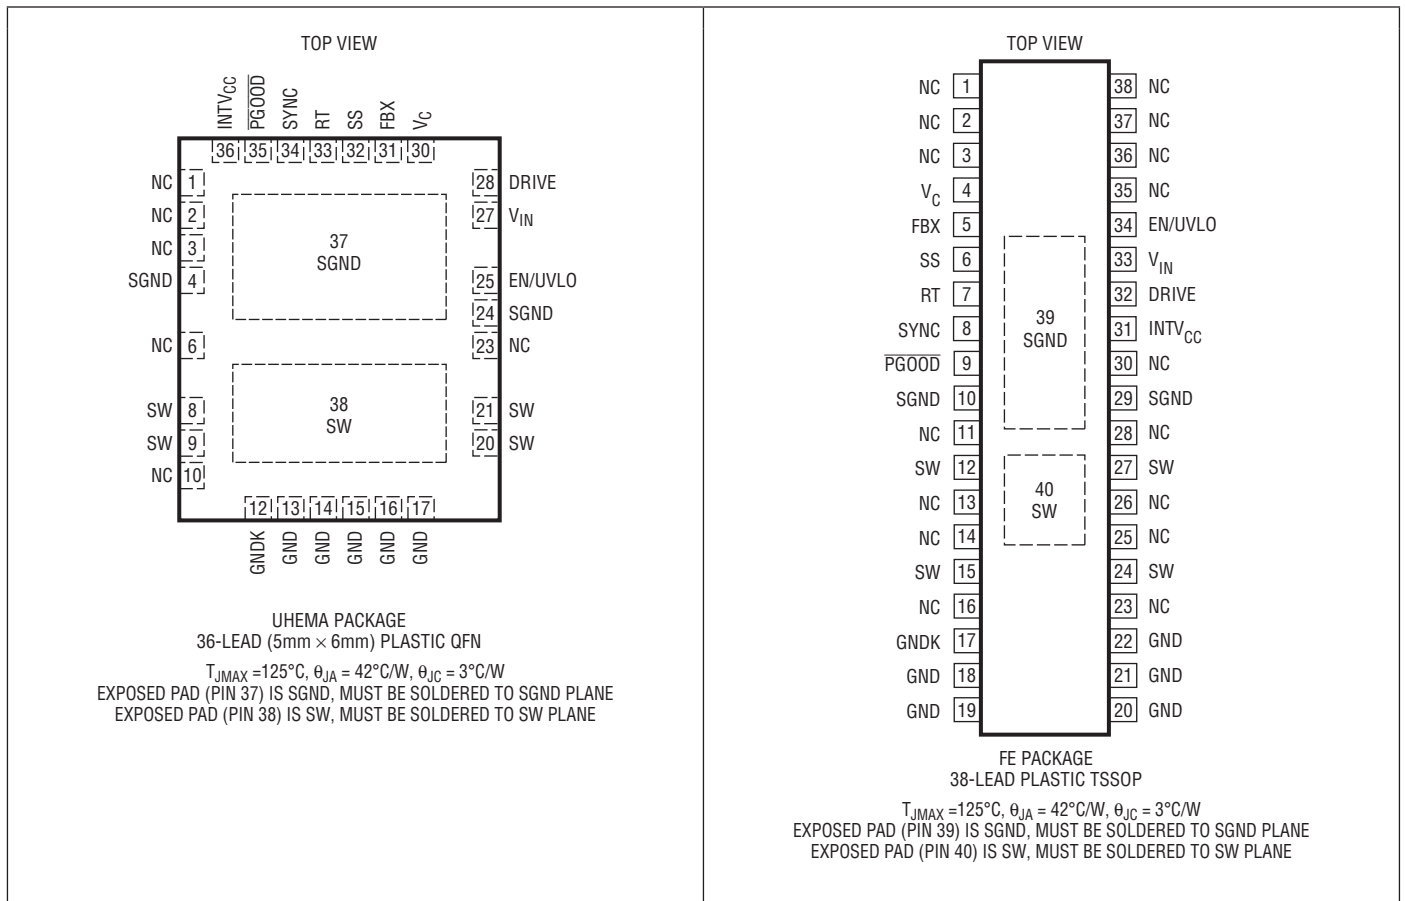 TOP VIEW
INTVCC
PGOOD
SYNC
RT
SS
FBX
VC
36 35 34 33 32 31 30
NC 1
NC 2
NC 3
SGND 4
NC 6
SW 8
SW 9
NC 10
28 DRIVE
27 VIN
25 EN/UVLO
24 SGND
23 NC
21 SW
20 SW
37
SGND
38
SW
12 13 14 15 16 17
GNDK
GND
GND
GND
GND
GND
UHEMA PACKAGE
36-LEAD (5mm × 6mm) PLASTIC QFN
TJMAX =125°C, θJA = 42°C/W, θJC = 3°C/W
EXPOSED PAD (PIN 37) IS SGND, MUST BE SOLDERED TO SGND PLANE
EXPOSED PAD (PIN 38) IS SW, MUST BE SOLDERED TO SW PLANE
TOP VIEW
NC 1
NC 2
NC 3
VC 4
FBX 5
SS 6
RT 7
SYNC 8
PGOOD 9
SGND 10
NC 11
SW 12
NC 13
NC 14
SW 15
NC 16
GNDK 17
GND 18
GND 19
38 NC
37 NC
36 NC
35 NC
34 EN/UVLO
33 VIN
32 DRIVE
31 INTVCC
30 NC
29 SGND
28 NC
27 SW
26 NC
25 NC
24 SW
23 NC
22 GND
21 GND
20 GND
39
SGND
40
SW
FE PACKAGE
38-LEAD PLASTIC TSSOP
TJMAX =125°C, θJA = 42°C/W, θJC = 3°C/W
EXPOSED PAD (PIN 39) IS SGND, MUST BE SOLDERED TO SGND PLANE
EXPOSED PAD (PIN 40) IS SW, MUST BE SOLDERED TO SW PLANE